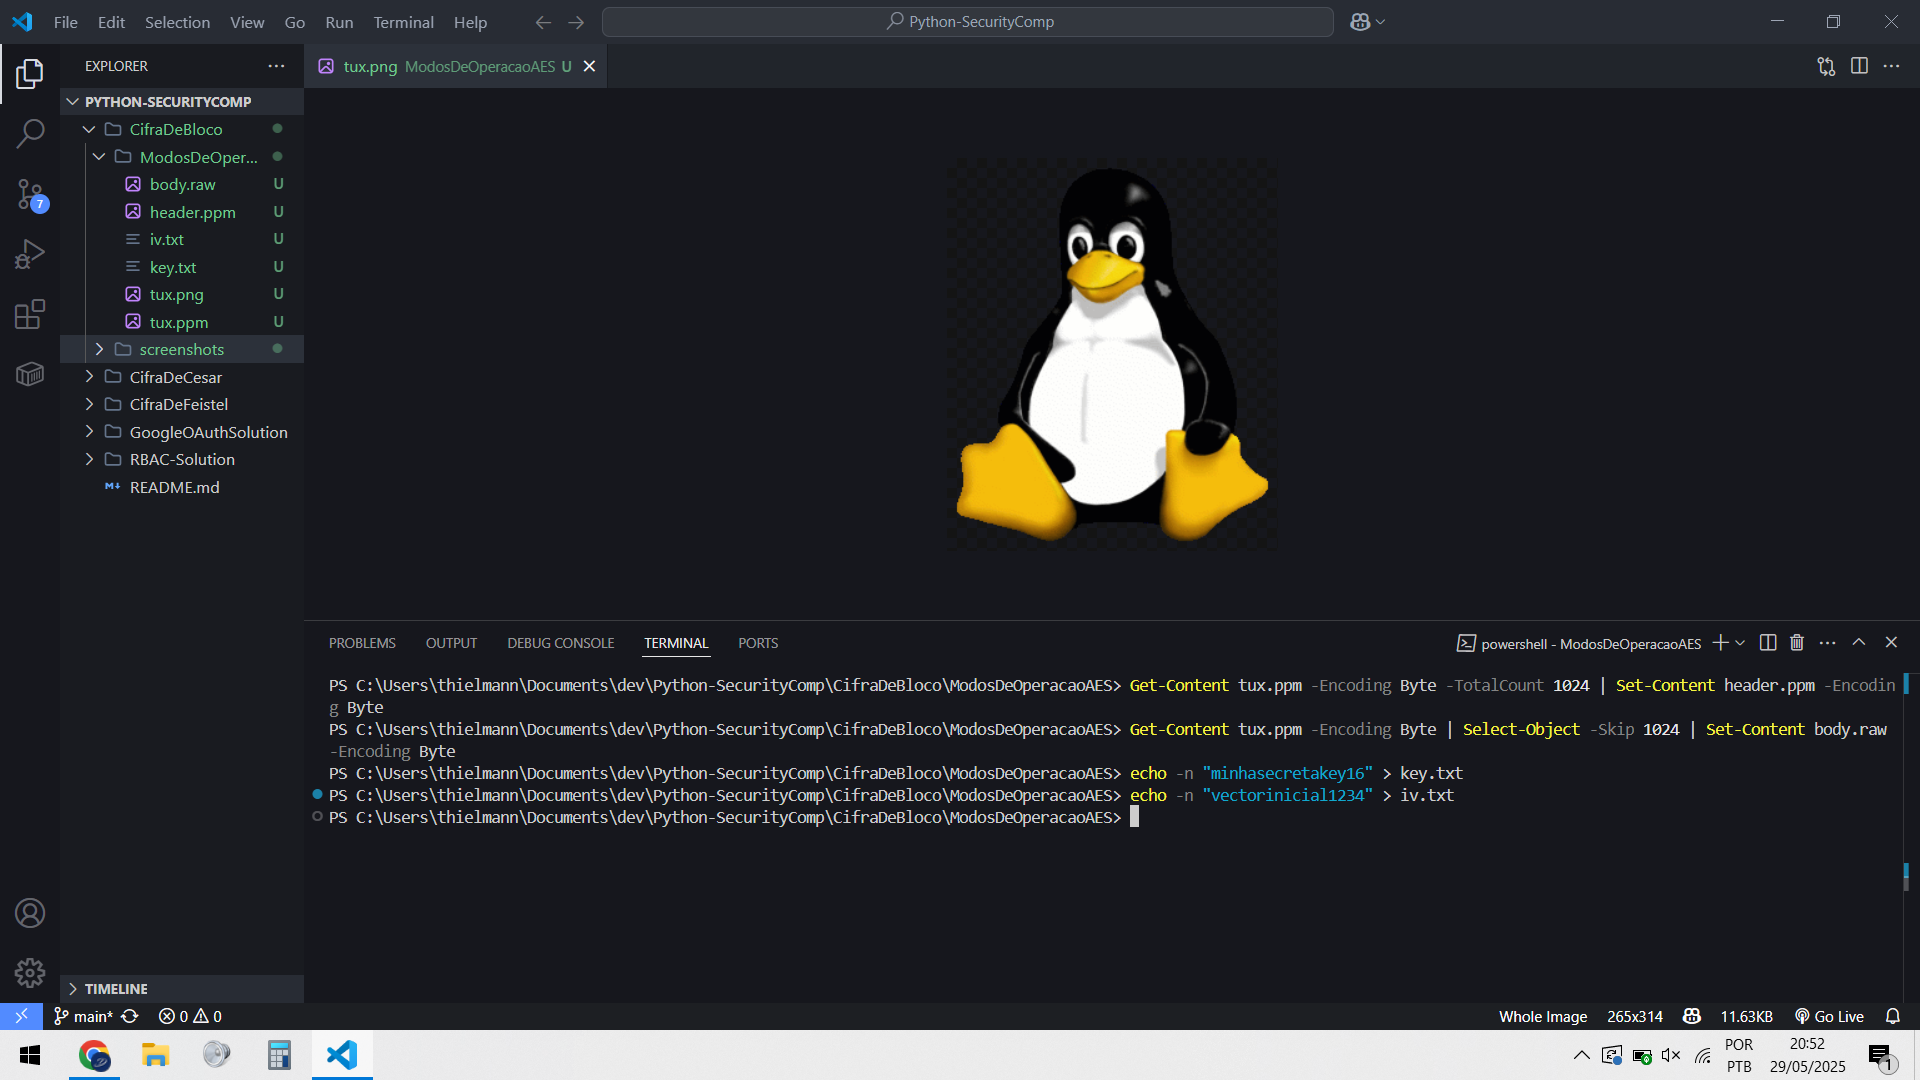 File Edit Selection View Go Run Terminal Help
Python-SecurityComp
EXPLORER
tux.png ModosDeOperacaoAES U
PYTHON-SECURITYCOMP
CifraDeBloco
ModosDeOper...
body.raw U
header.ppm U
iv.txt U
key.txt U
tux.png U
tux.ppm U
screenshots
CifraDeCesar
CifraDeFeistel
GoogleOAuthSolution
RBAC-Solution
README.md
7
PROBLEMS OUTPUT DEBUG CONSOLE TERMINAL PORTS
powershell - ModosDeOperacaoAES
PS C:\Users\thielmann\Documents\dev\Python-SecurityComp\CifraDeBloco\ModosDeOperacaoAES> Get-Content tux.ppm -Encoding Byte -TotalCount 1024 | Set-Content header.ppm -Encodin
g Byte
PS C:\Users\thielmann\Documents\dev\Python-SecurityComp\CifraDeBloco\ModosDeOperacaoAES> Get-Content tux.ppm -Encoding Byte | Select-Object -Skip 1024 | Set-Content body.raw
-Encoding Byte
PS C:\Users\thielmann\Documents\dev\Python-SecurityComp\CifraDeBloco\ModosDeOperacaoAES> echo -n "minhasecretakey16" > key.txt
PS C:\Users\thielmann\Documents\dev\Python-SecurityComp\CifraDeBloco\ModosDeOperacaoAES> echo -n "vectorinicial1234" > iv.txt
PS C:\Users\thielmann\Documents\dev\Python-SecurityComp\CifraDeBloco\ModosDeOperacaoAES>
TIMELINE
main* 0 0
Whole Image 265x314 11.63KB Go Live
POR
PTB
20:52
29/05/2025
1